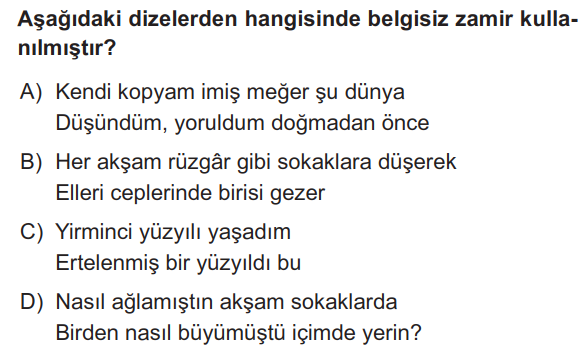 Aşağıdaki dizelerden hangisinde belgisiz zamir kulla-
nılmıştır?
A) Kendi kopyam imiş meğer şu dünya
Düşündüm, yoruldum doğmadan önce
B) Her akşam rüzgâr gibi sokaklara düşerek
Elleri ceplerinde birisi gezer
C) Yirminci yüzyılı yaşadım
Ertelenmiş bir yüzyıldı bu
D) Nasıl ağlamıştın akşam sokaklarda
Birden nasıl büyümüştü içimde yerin?